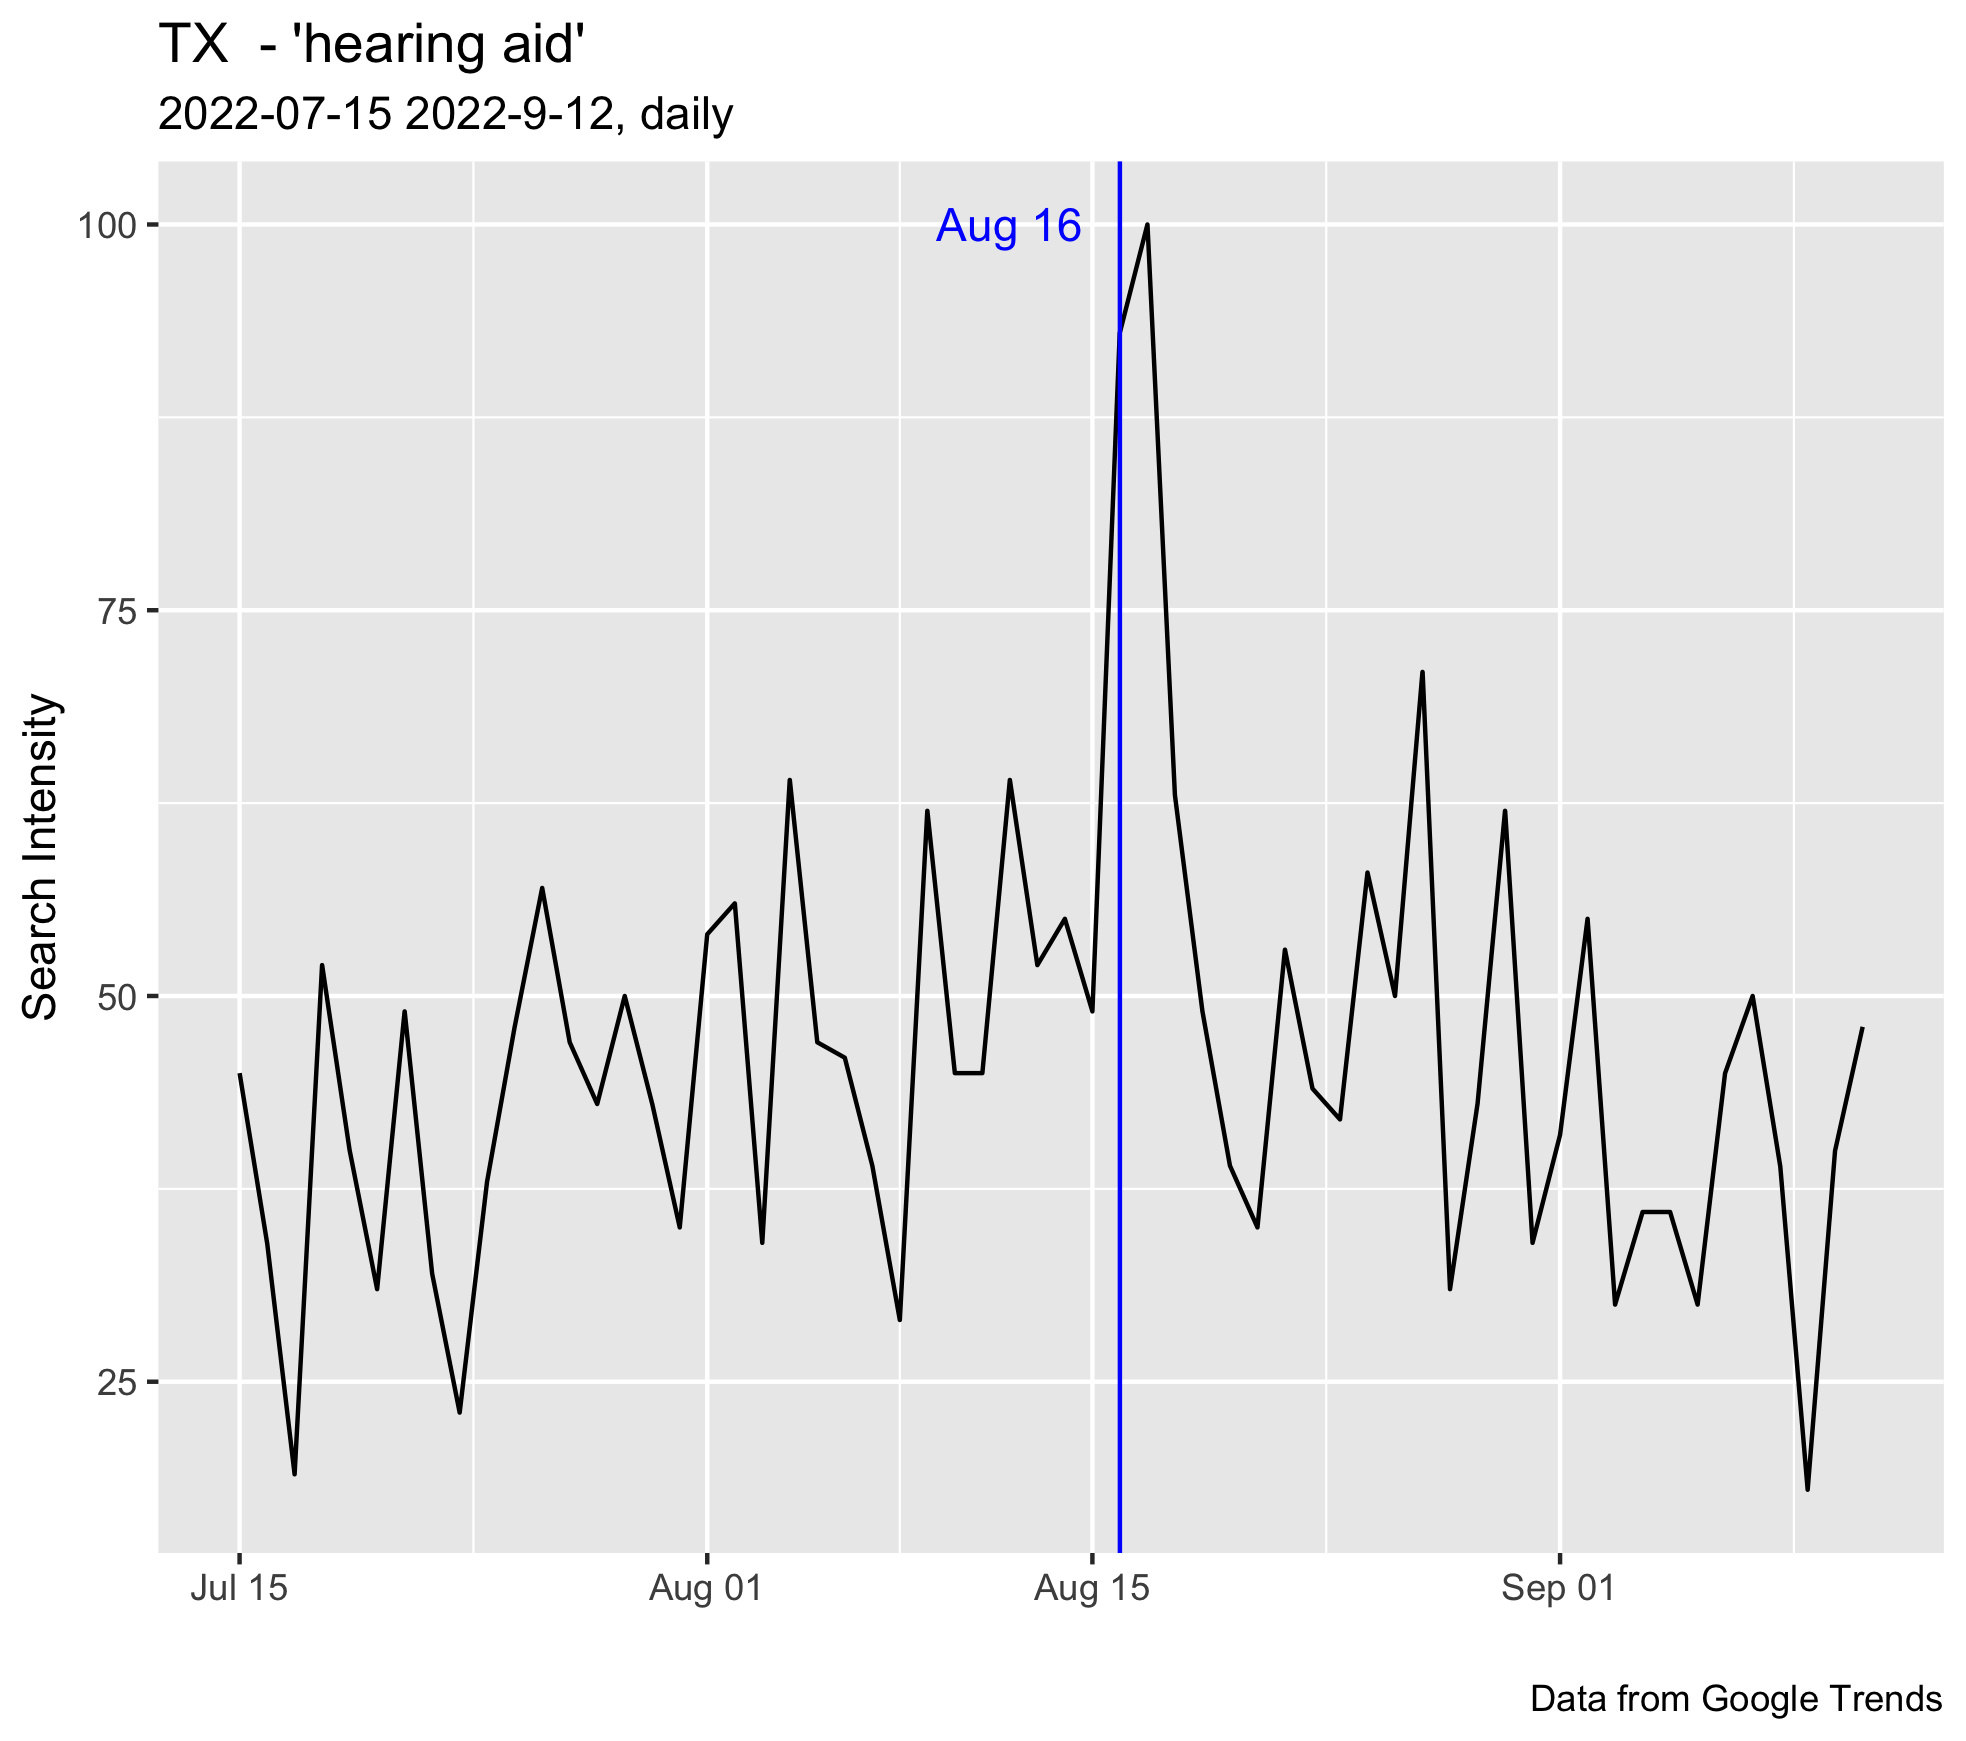 TX  - 'hearing aid'
2022-07-15 2022-9-12, daily
Aug 16
100
75
50
25
Search Intensity
Jul 15
Aug 01
Aug 15
Sep 01
Data from Google Trends